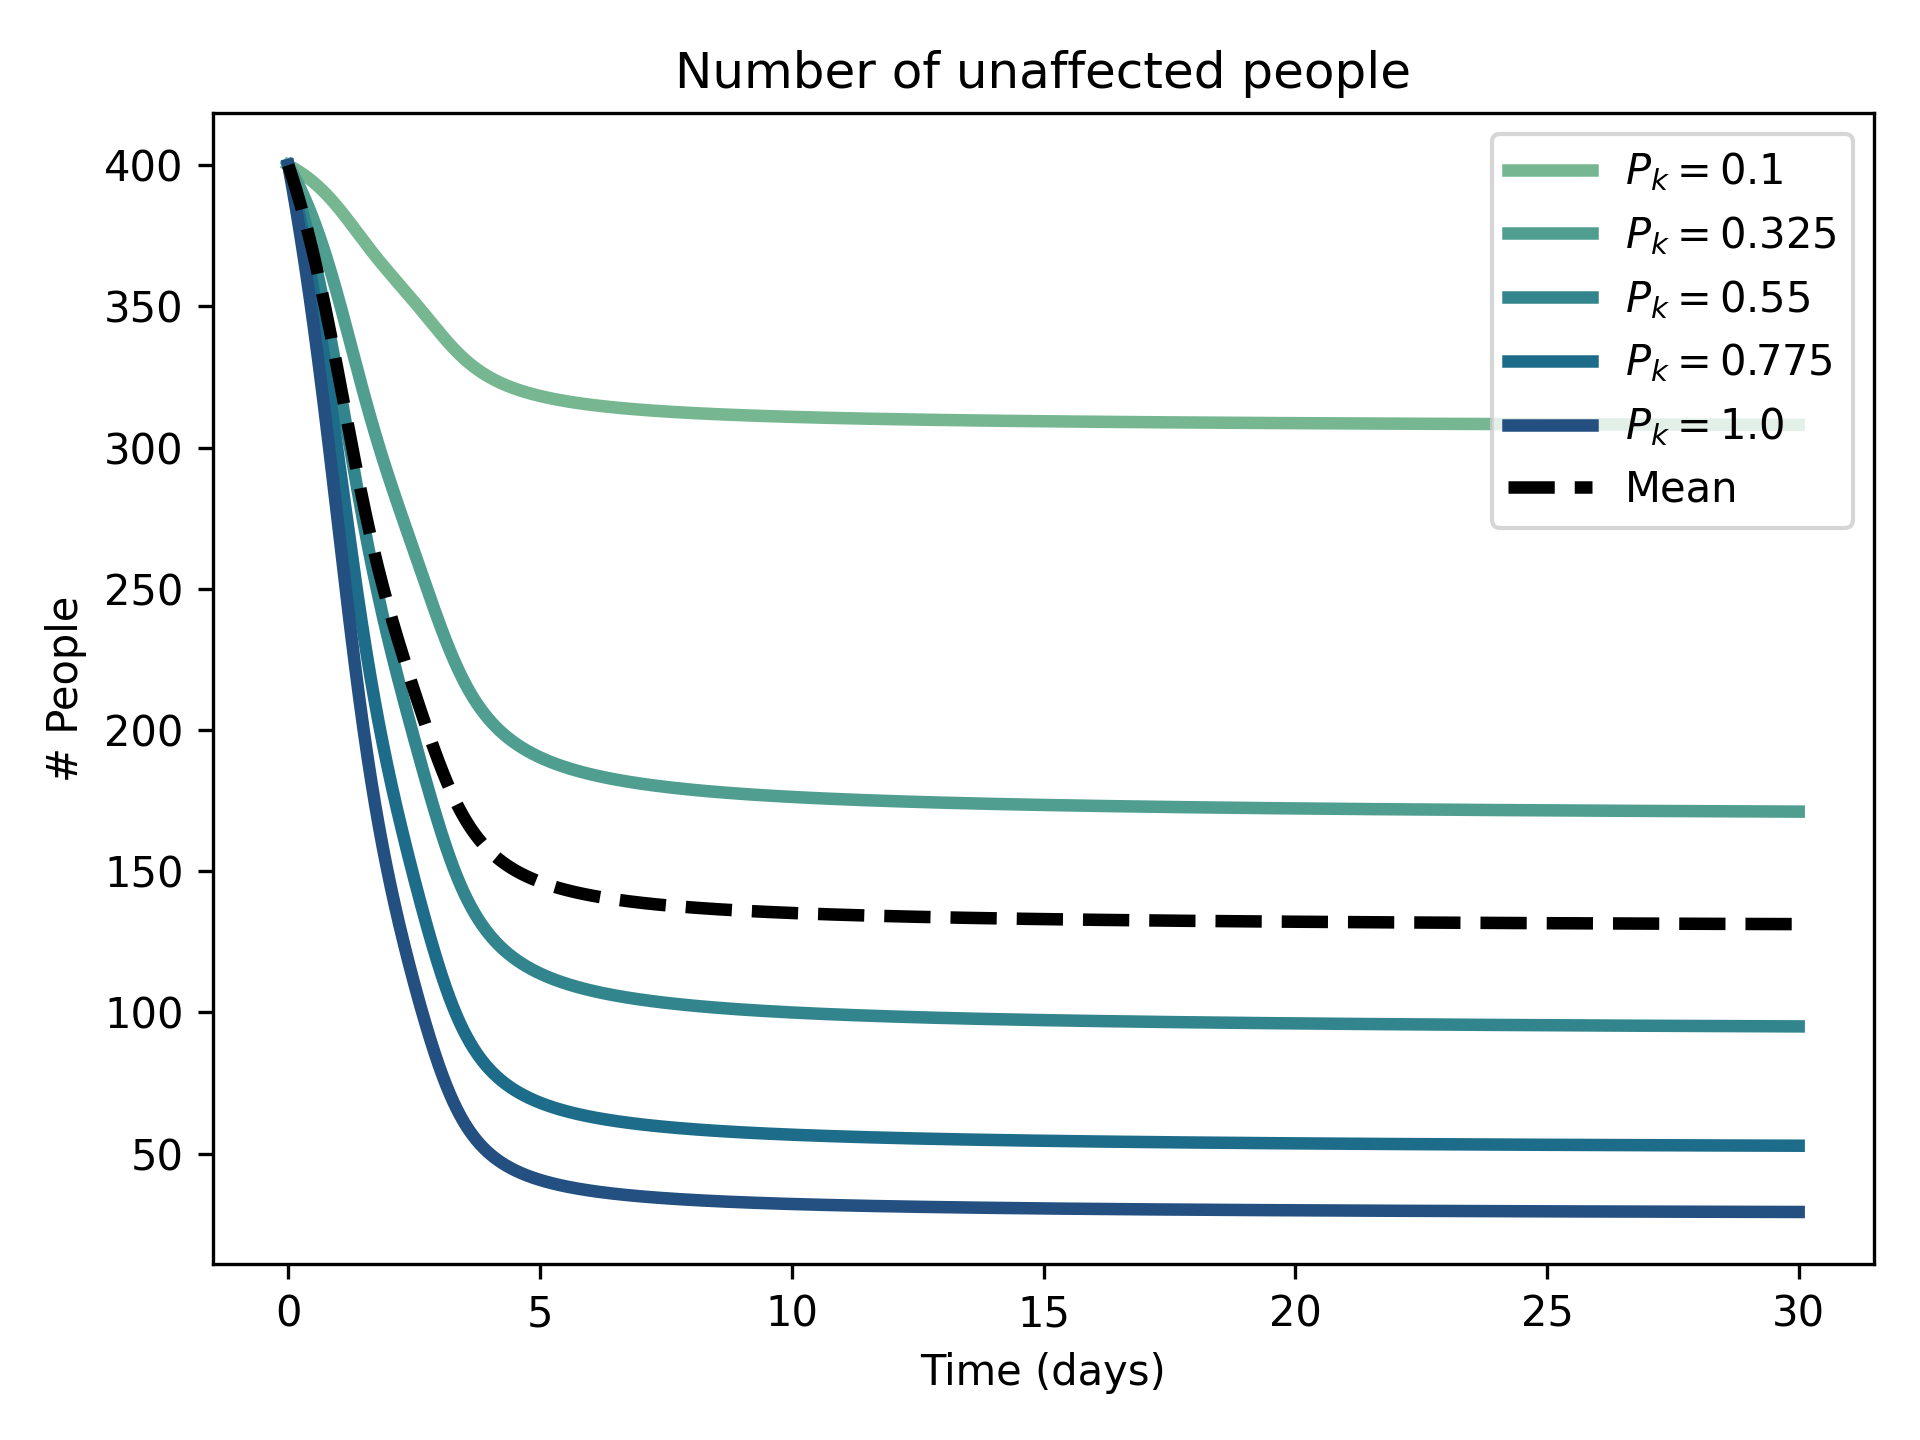 Number of unaffected people
400
350
300
250
200
150
100
50
# People
P_k = 0.1
P_k = 0.325
P_k = 0.55
P_k = 0.775
P_k = 1.0
Mean
0 5 10 15 20 25 30
Time (days)